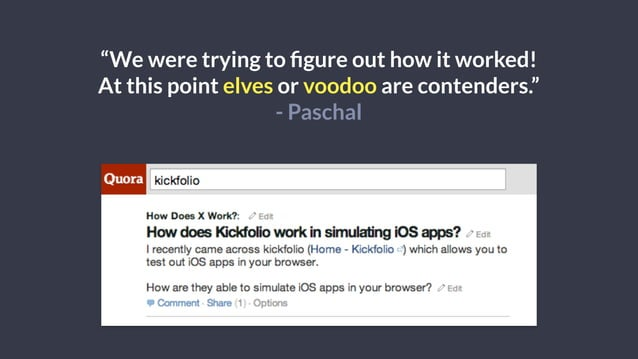 “We were trying to figure out how it worked!
At this point elves or voodoo are contenders.”
- Paschal
Quora kickfolio
How Does X Work?: Edit
How does Kickfolio work in simulating iOS apps? Edit
I recently came across kickfolio (Home - Kickfolio) which allows you to
test out iOS apps in your browser.
How are they able to simulate iOS apps in your browser? Edit
Comment · Share (1) · Options